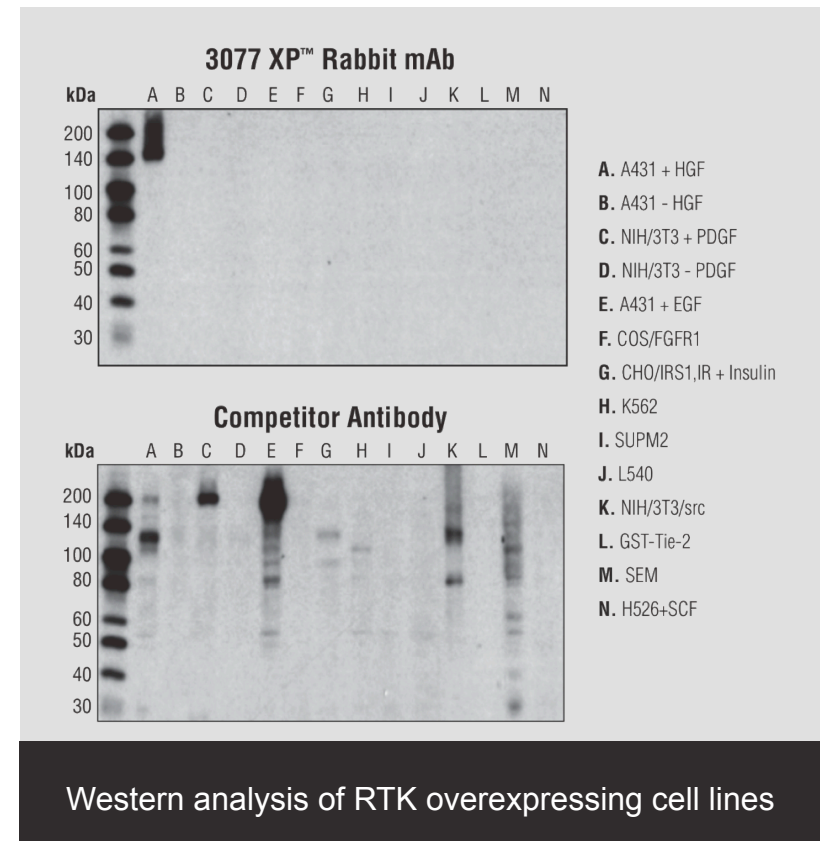 3077 XP™ Rabbit mAb
kDa A B C D E F G H I J K L M N
200
140
100
80
60
50
40
30
Competitor Antibody
kDa A B C D E F G H I J K L M N
200
140
100
80
60
50
40
30
A. A431 + HGF
B. A431 - HGF
C. NIH/3T3 + PDGF
D. NIH/3T3 - PDGF
E. A431 + EGF
F. COS/FGFR1
G. CHO/IRS1,IR + Insulin
H. K562
I. SUPM2
J. L540
K. NIH/3T3/src
L. GST-Tie-2
M. SEM
N. H526+SCF
Western analysis of RTK overexpressing cell lines